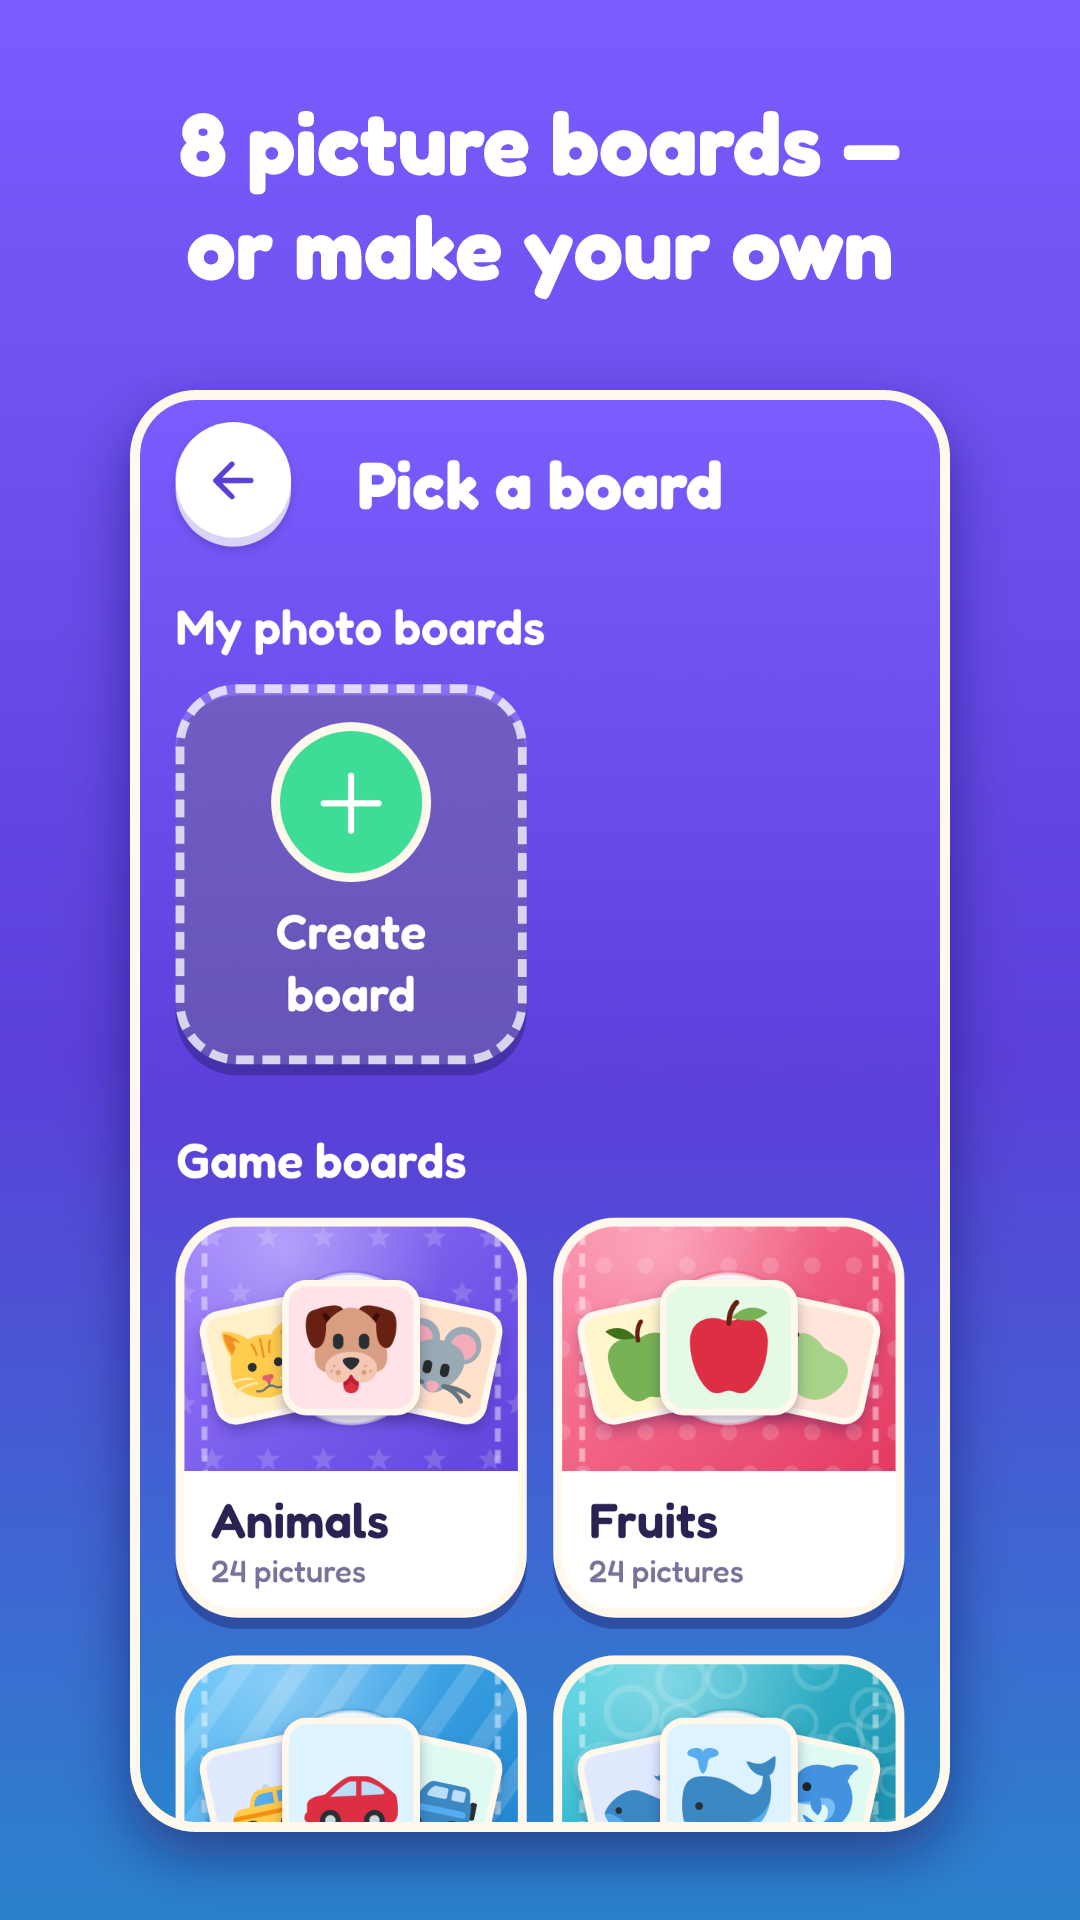 8 picture boards –
or make your own
Pick a board
My photo boards
Create
board
Game boards
Animals
24 pictures
Fruits
24 pictures